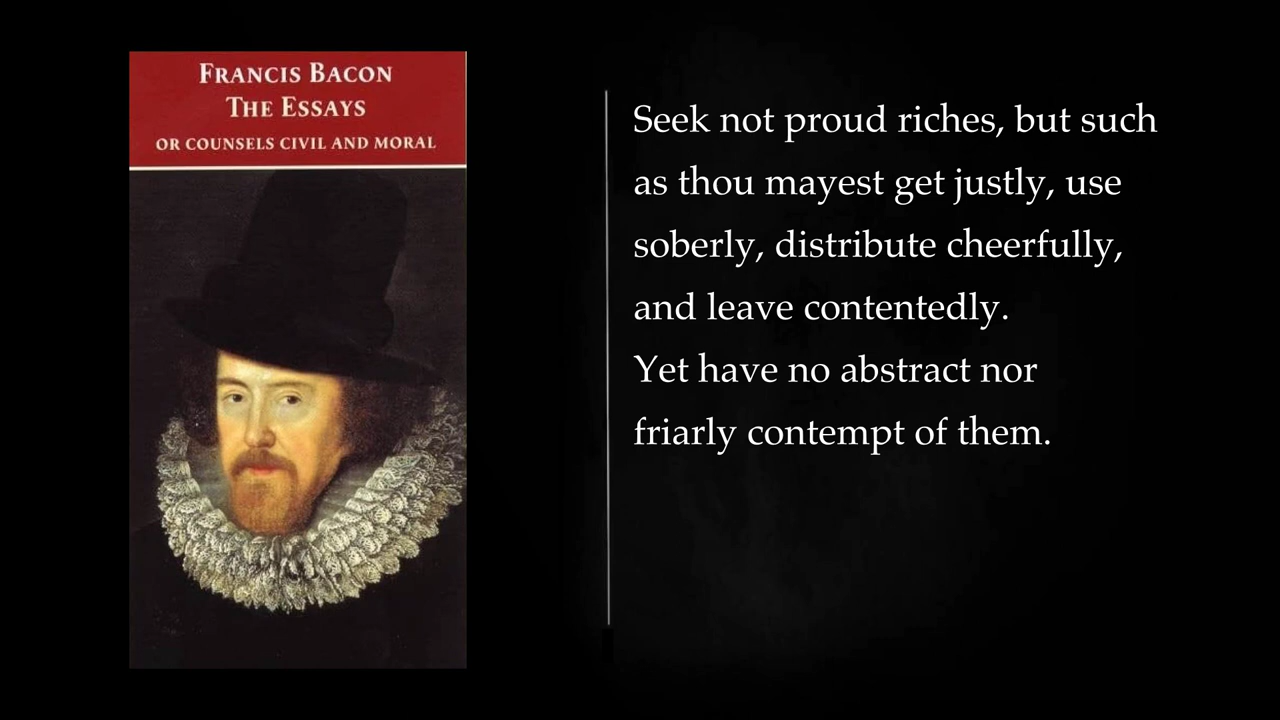 FRANCIS BACON
THE ESSAYS
OR COUNSELS CIVIL AND MORAL
Seek not proud riches, but such
as thou mayest get justly, use
soberly, distribute cheerfully,
and leave contentedly.
Yet have no abstract nor
friarly contempt of them.